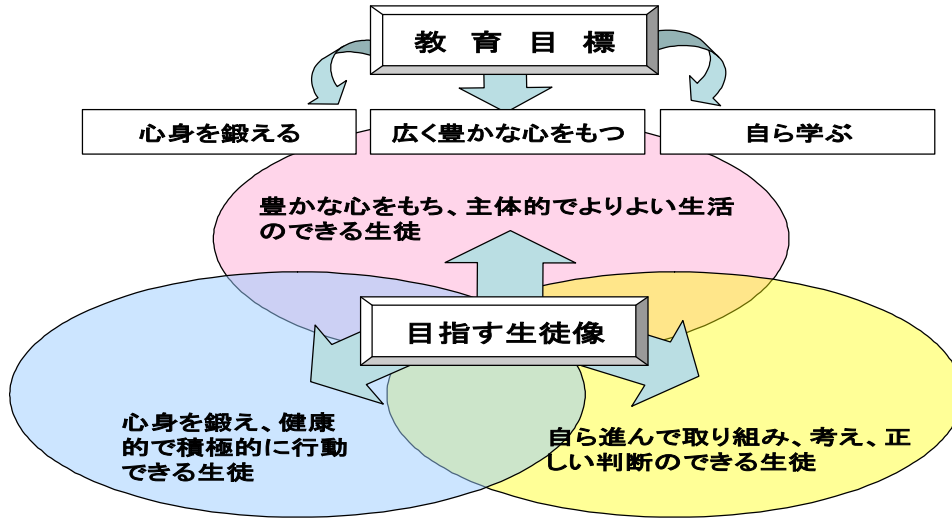 教 育 目 標
心身を鍛える
広く豊かな心をもつ
自ら学ぶ
豊かな心をもち、主体的でよりよい生活
のできる生徒
目指す生徒像
心身を鍛え、健康
的で積極的に行動
できる生徒
自ら進んで取り組み、考え、正
しい判断のできる生徒